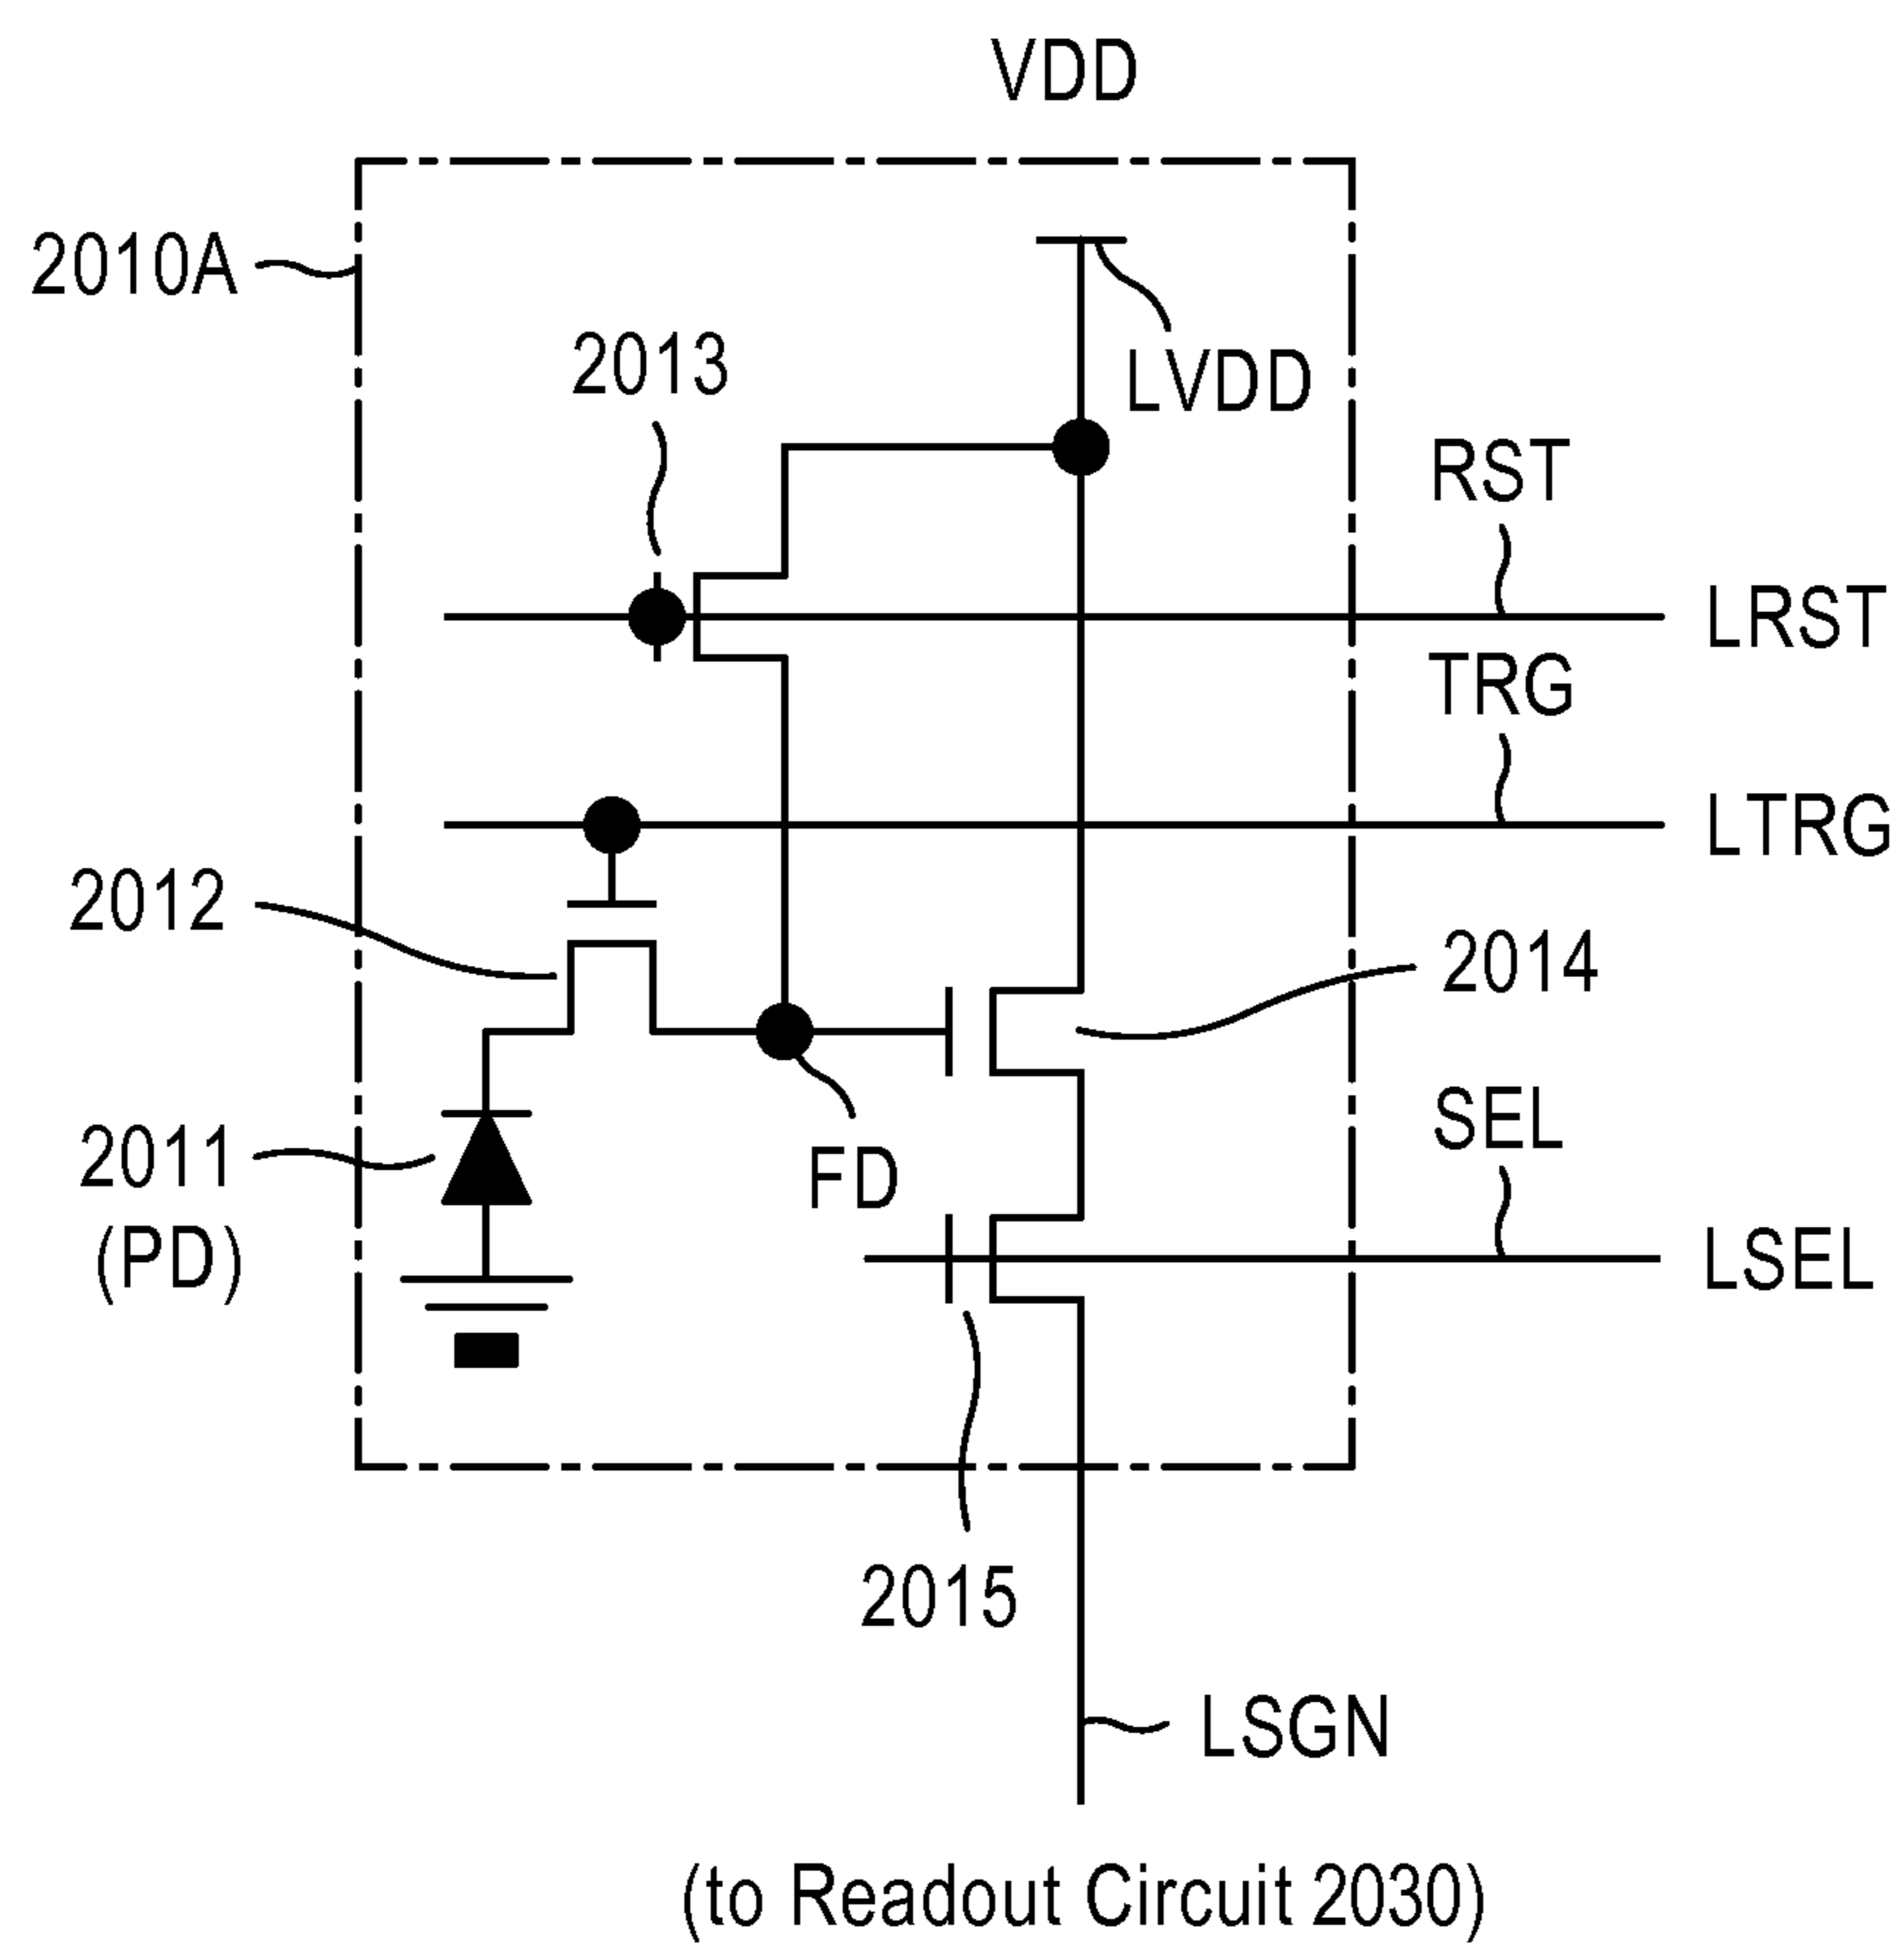 VDD
2010A
2013
LVDD
RST
LRST
TRG
LTRG
2012
2014
SEL
2011
(PD)
FD
LSEL
2015
LSGN
(to Readout Circuit 2030)